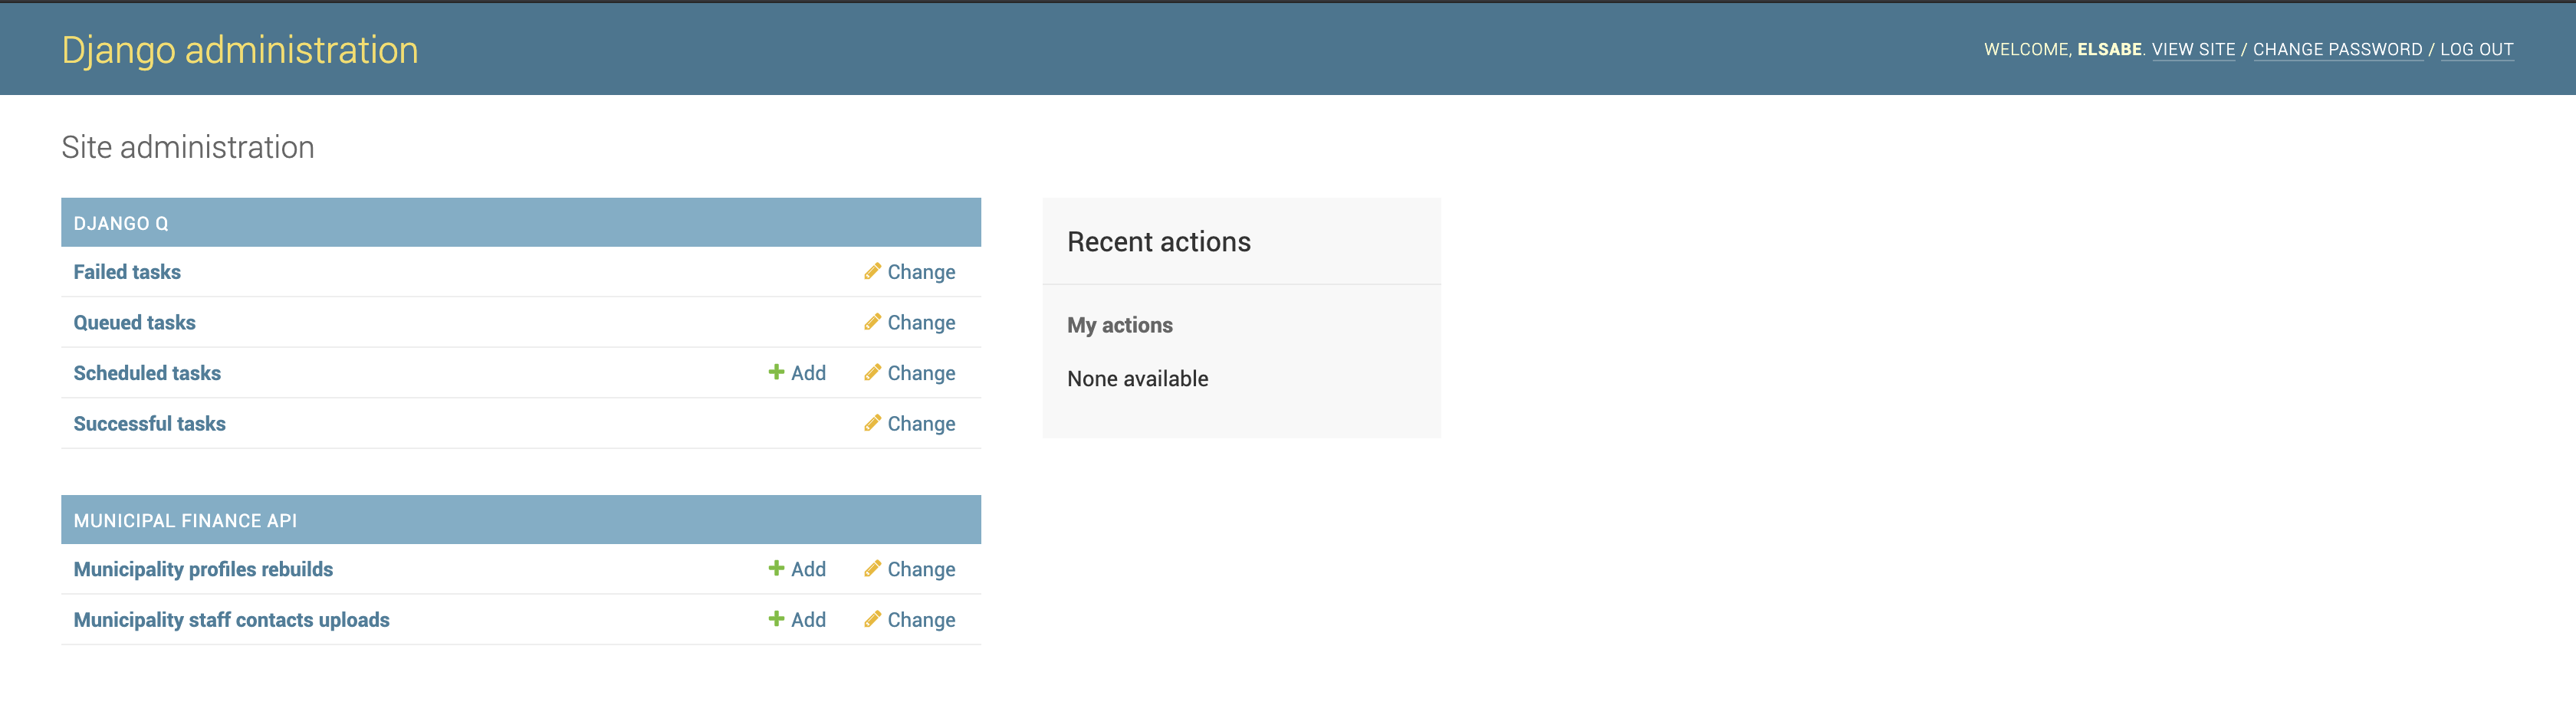 Django administration
WELCOME, ELSABE. VIEW SITE / CHANGE PASSWORD / LOG OUT
Site administration
DJANGO Q
Failed tasks Change
Queued tasks Change
Scheduled tasks Add Change
Successful tasks Change
MUNICIPAL FINANCE API
Municipality profiles rebuilds Add Change
Municipality staff contacts uploads Add Change
Recent actions
My actions
None available